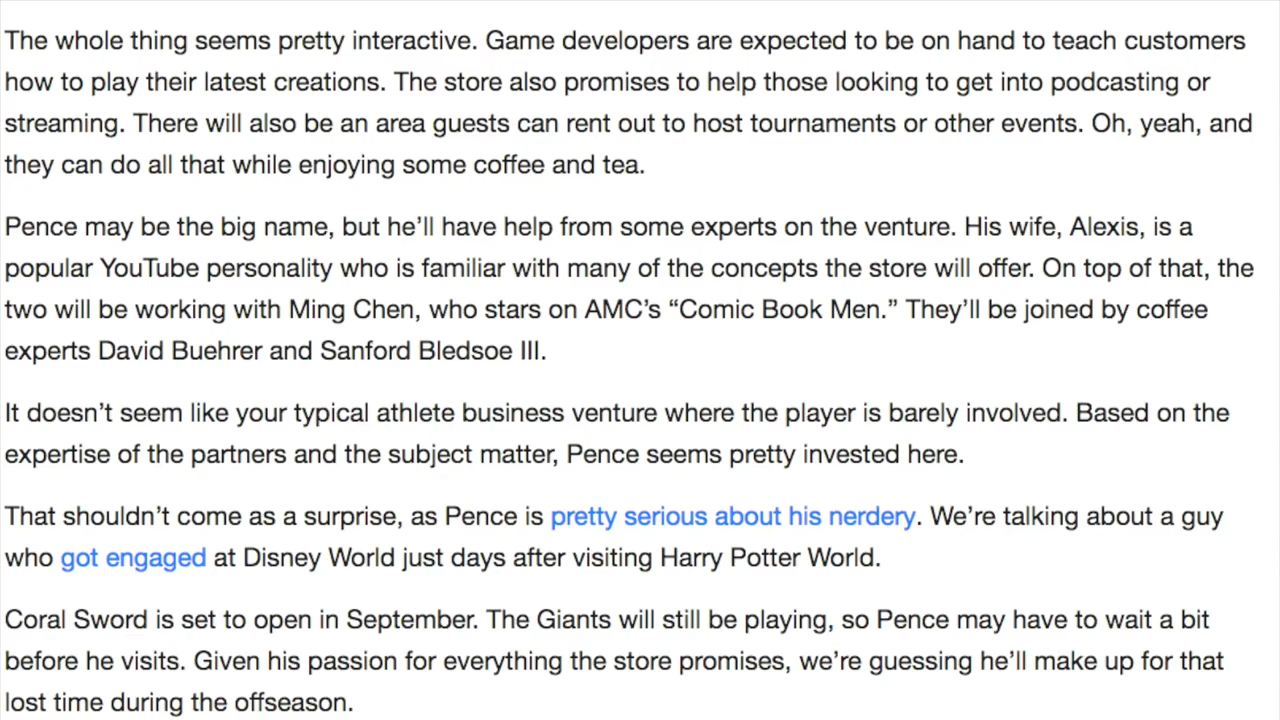 The whole thing seems pretty interactive. Game developers are expected to be on hand to teach customers
how to play their latest creations. The store also promises to help those looking to get into podcasting or
streaming. There will also be an area guests can rent out to host tournaments or other events. Oh, yeah, and
they can do all that while enjoying some coffee and tea.
Pence may be the big name, but he’ll have help from some experts on the venture. His wife, Alexis, is a
popular YouTube personality who is familiar with many of the concepts the store will offer. On top of that, the
two will be working with Ming Chen, who stars on AMC’s “Comic Book Men.” They’ll be joined by coffee
experts David Buehrer and Sanford Bledsoe III.
It doesn’t seem like your typical athlete business venture where the player is barely involved. Based on the
expertise of the partners and the subject matter, Pence seems pretty invested here.
That shouldn’t come as a surprise, as Pence is pretty serious about his nerdery. We’re talking about a guy
who got engaged at Disney World just days after visiting Harry Potter World.
Coral Sword is set to open in September. The Giants will still be playing, so Pence may have to wait a bit
before he visits. Given his passion for everything the store promises, we’re guessing he’ll make up for that
lost time during the offseason.